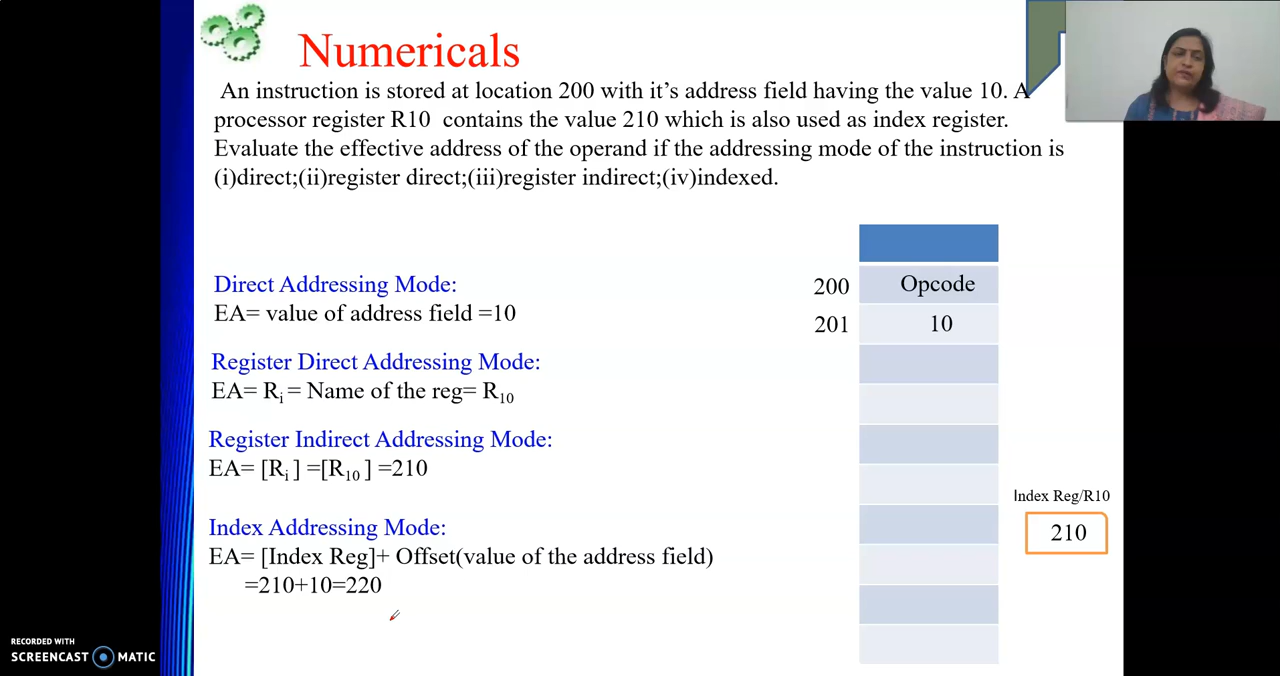 Numericals
An instruction is stored at location 200 with it's address field having the value 10. A
processor register R10 contains the value 210 which is also used as index register.
Evaluate the effective address of the operand if the addressing mode of the instruction is
(i)direct;(ii)register direct;(iii)register indirect;(iv)indexed.
Direct Addressing Mode:
EA= value of address field =10
Register Direct Addressing Mode:
EA= Ri = Name of the reg= R10
Register Indirect Addressing Mode:
EA= [Ri ] =[R10 ] =210
Index Addressing Mode:
EA= [Index Reg]+ Offset(value of the address field)
=210+10=220
200 Opcode
201 10
Index Reg/R10
210
RECORDED WITH
SCREENCAST MATIC